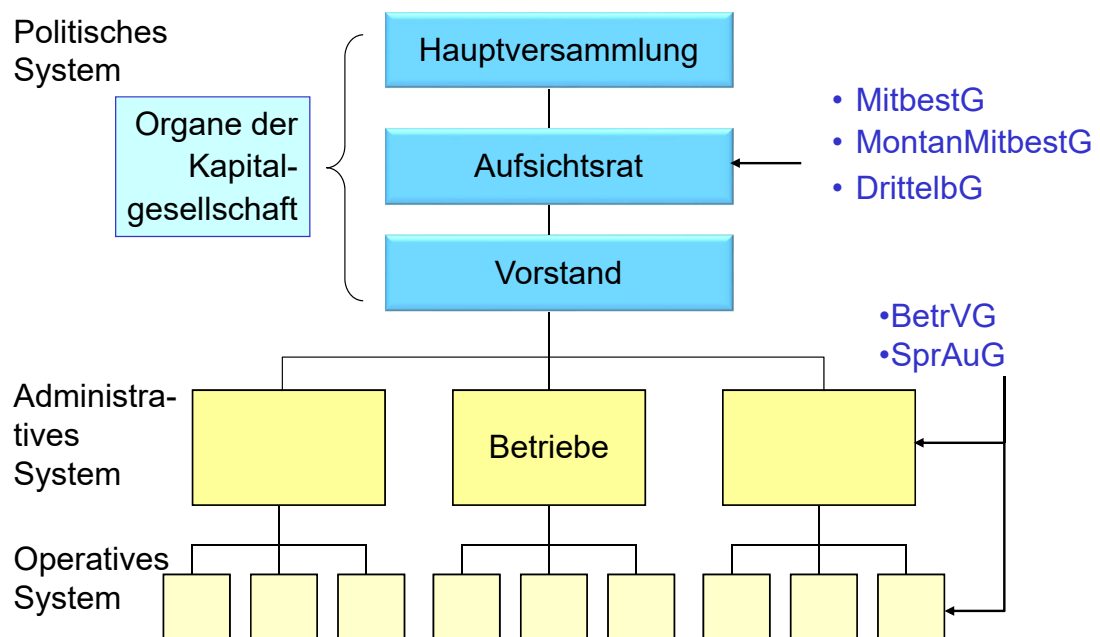 Politisches
System
Hauptversammlung
Organe der
Kapital-
gesellschaft
Aufsichtsrat
• MitbestG
• MontanMitbestG
• DrittelbG
Vorstand
•BetrVG
•SprAuG
Administra-
tives
System
Betriebe
Operatives
System